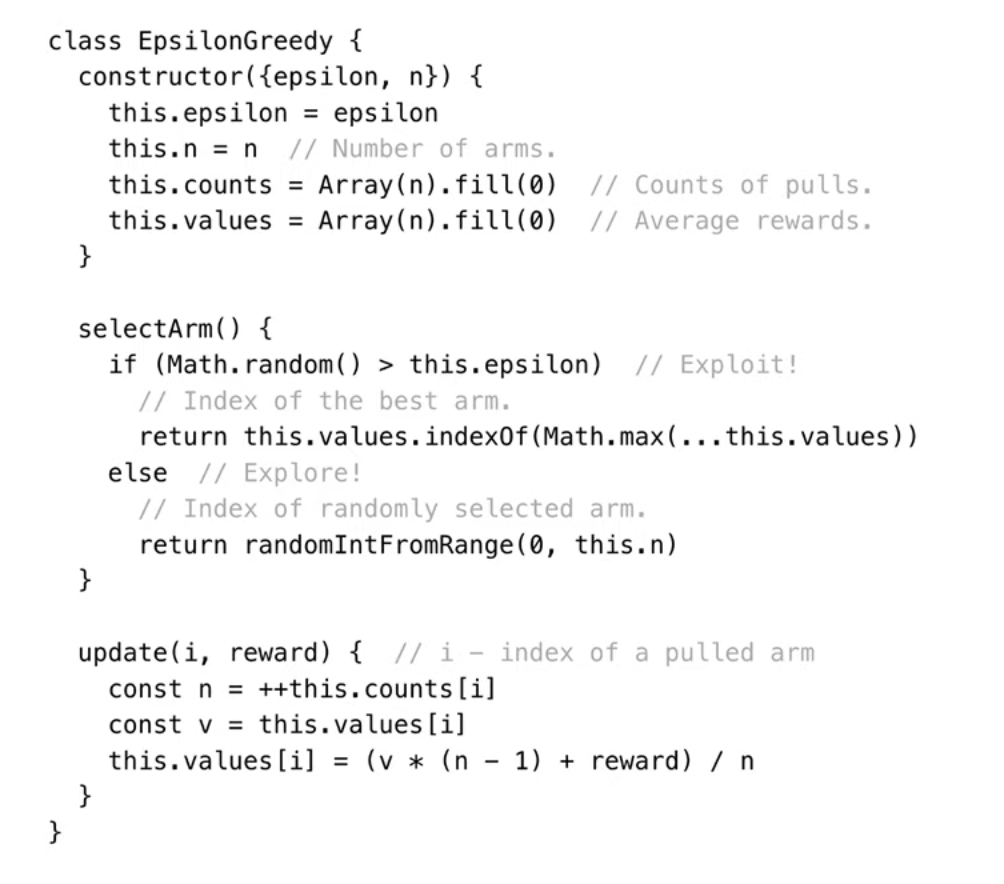 class EpsilonGreedy {
  constructor({epsilon, n}) {
    this.epsilon = epsilon
    this.n = n  // Number of arms.
    this.counts = Array(n).fill(0)  // Counts of pulls.
    this.values = Array(n).fill(0)  // Average rewards.
  }

  selectArm() {
    if (Math.random() > this.epsilon)  // Exploit!
      // Index of the best arm.
      return this.values.indexOf(Math.max(...this.values))
    else  // Explore!
      // Index of randomly selected arm.
      return randomIntFromRange(0, this.n)
  }

  update(i, reward) {  // i – index of a pulled arm
    const n = ++this.counts[i]
    const v = this.values[i]
    this.values[i] = (v * (n - 1) + reward) / n
  }
}